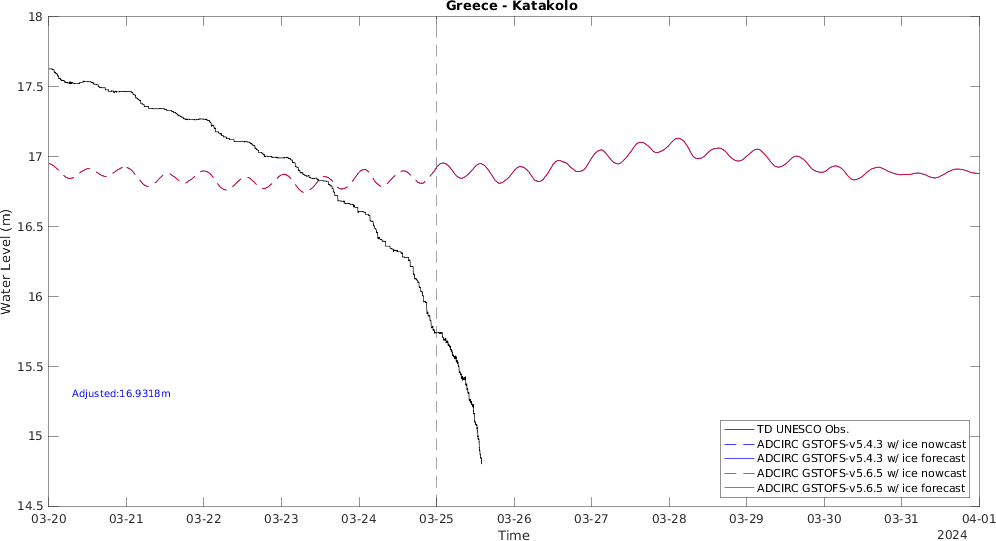 Greece - Katakolo
18
17.5
17
16.5
16
15.5
15
14.5
Water Level (m)
Adjusted:16.9318m
TD UNESCO Obs.
ADCIRC GSTOFS-v5.4.3 w/ ice nowcast
ADCIRC GSTOFS-v5.4.3 w/ ice forecast
ADCIRC GSTOFS-v5.6.5 w/ ice nowcast
ADCIRC GSTOFS-v5.6.5 w/ ice forecast
03-20 03-21 03-22 03-23 03-24 03-25 03-26 03-27 03-28 03-29 03-30 03-31 04-01
Time
2024